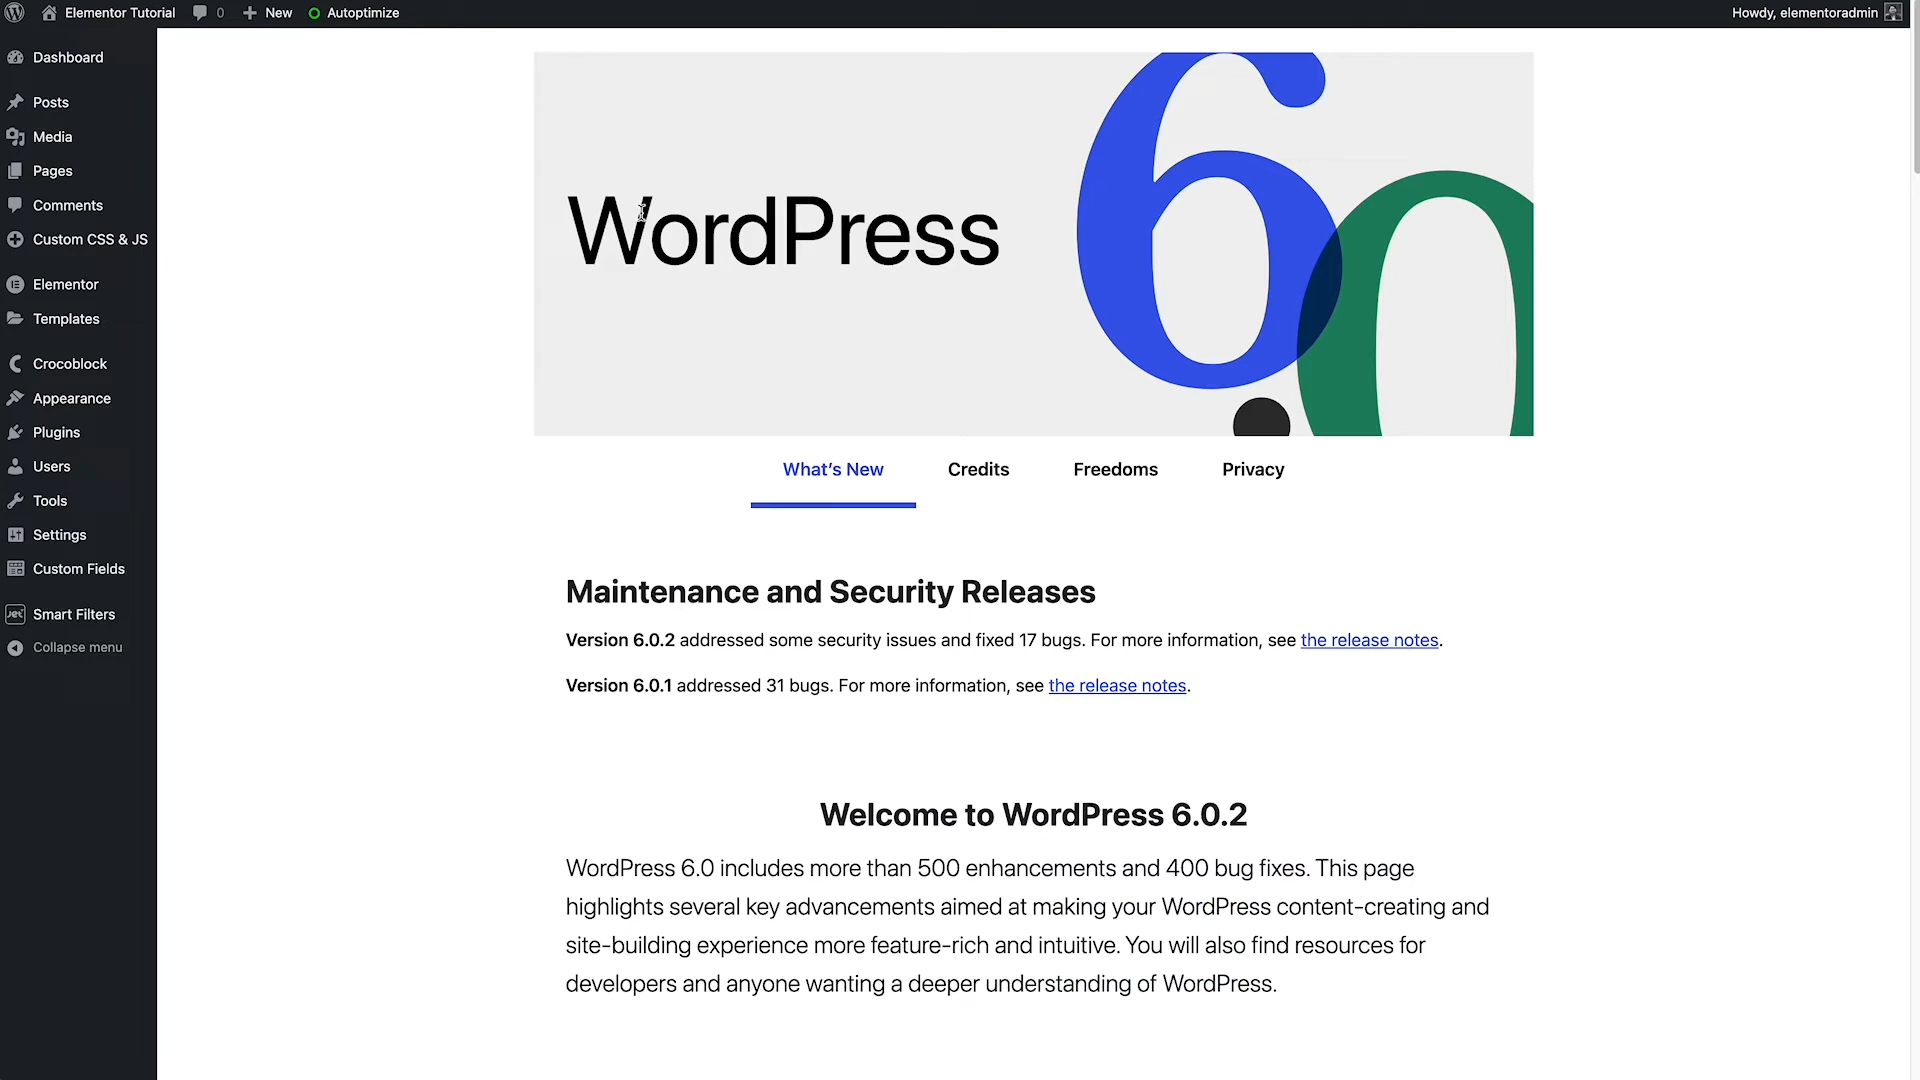 Elementor Tutorial 0 New Autoptimize Howdy, elementoradmin
Dashboard
Posts
Media
Pages
Comments
Custom CSS & JS
Elementor
Templates
Crocoblock
Appearance
Plugins
Users
Tools
Settings
Custom Fields
Jet Smart Filters
Collapse menu
WordPress
6.0
What’s New Credits Freedoms Privacy
Maintenance and Security Releases
Version 6.0.2 addressed some security issues and fixed 17 bugs. For more information, see the release notes.
Version 6.0.1 addressed 31 bugs. For more information, see the release notes.
Welcome to WordPress 6.0.2
WordPress 6.0 includes more than 500 enhancements and 400 bug fixes. This page
highlights several key advancements aimed at making your WordPress content-creating and
site-building experience more feature-rich and intuitive. You will also find resources for
developers and anyone wanting a deeper understanding of WordPress.